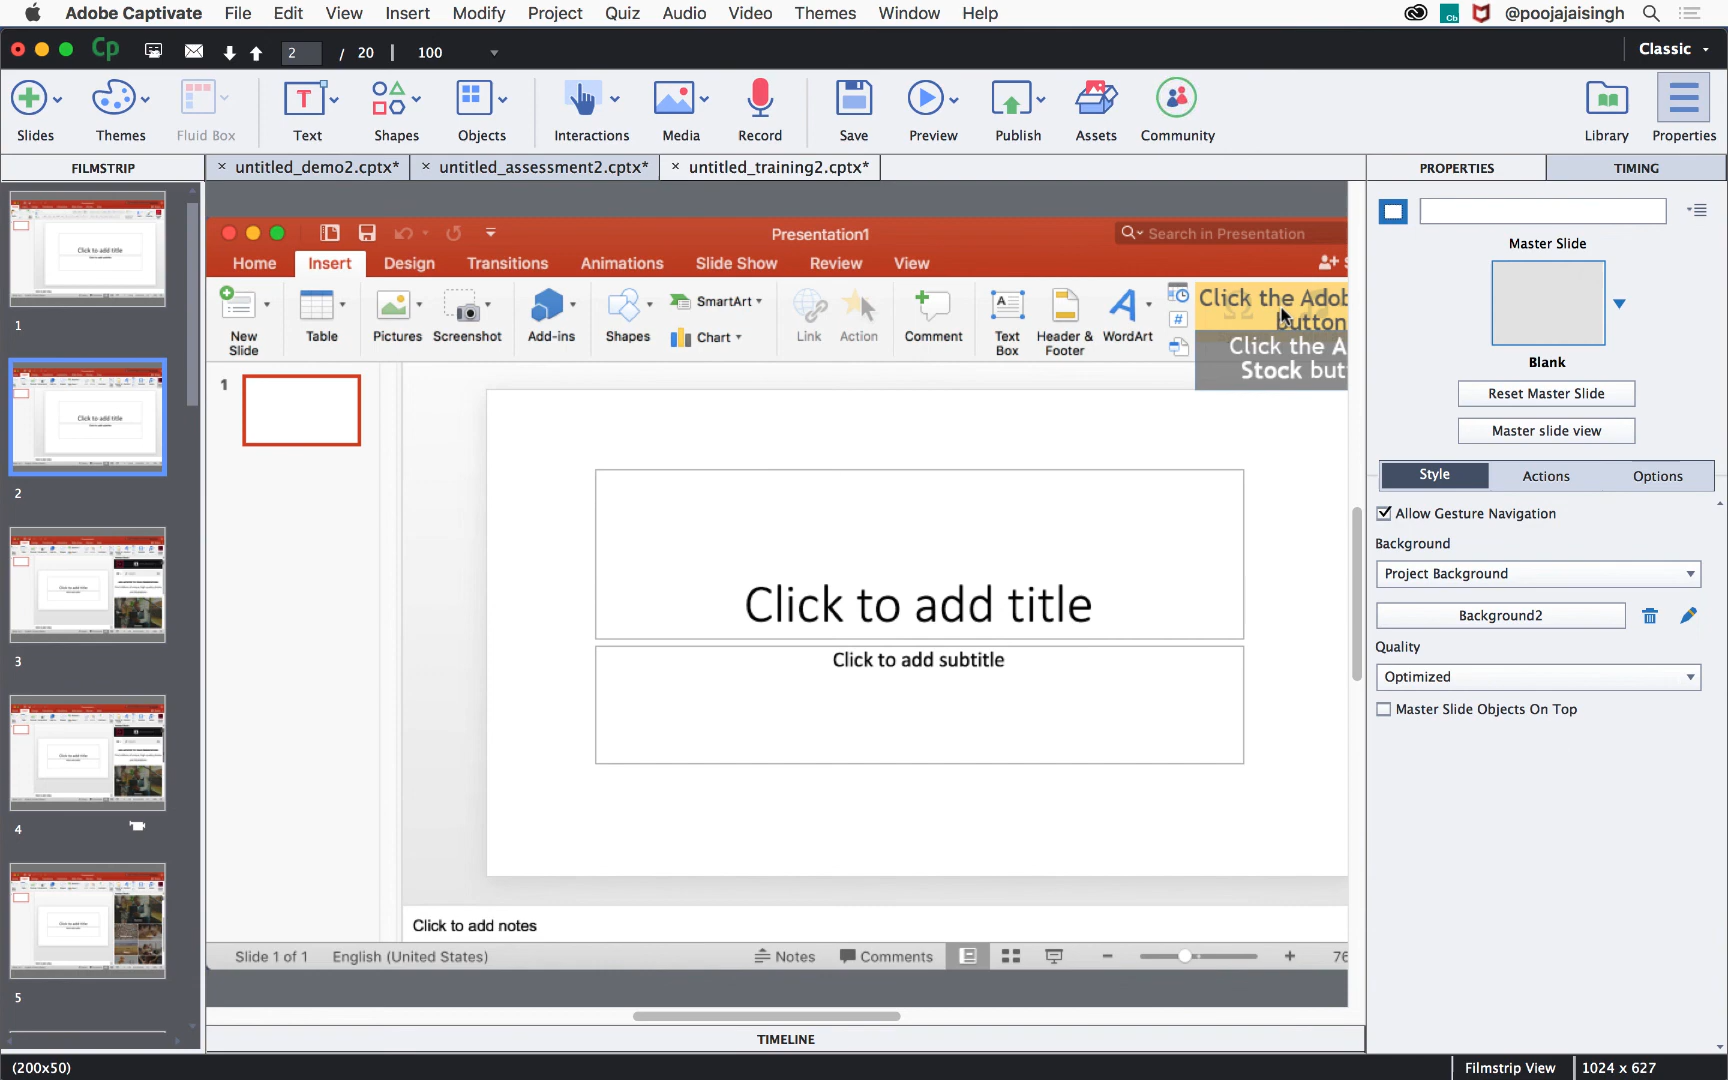 Adobe Captivate File Edit View Insert Modify Project Quiz Audio Video Themes Window Help @poojajaisingh
Cp 2 / 20 | 100 Classic
Slides Themes Fluid Box Text Shapes Objects Interactions Media Record Save Preview Publish Assets Community Library Properties
FILMSTRIP × untitled_demo2.cptx* × untitled_assessment2.cptx* × untitled_training2.cptx* PROPERTIES TIMING
Presentation1 Search in Presentation
Home Insert Design Transitions Animations Slide Show Review View
New Slide
Table
Pictures
Screenshot
Add-ins
Shapes
SmartArt
Chart
Link
Action
Comment
Text Box
Header & Footer
WordArt
Click the Adob
button
Click the A
Stock but
1
Click to add title
Click to add subtitle
Click to add notes
Slide 1 of 1 English (United States) Notes Comments − + 76
TIMELINE
1
2
3
4
5
Master Slide
Blank
Reset Master Slide
Master slide view
Style Actions Options
Allow Gesture Navigation
Background
Project Background
Background2
Quality
Optimized
Master Slide Objects On Top
(200x50) Filmstrip View 1024 x 627